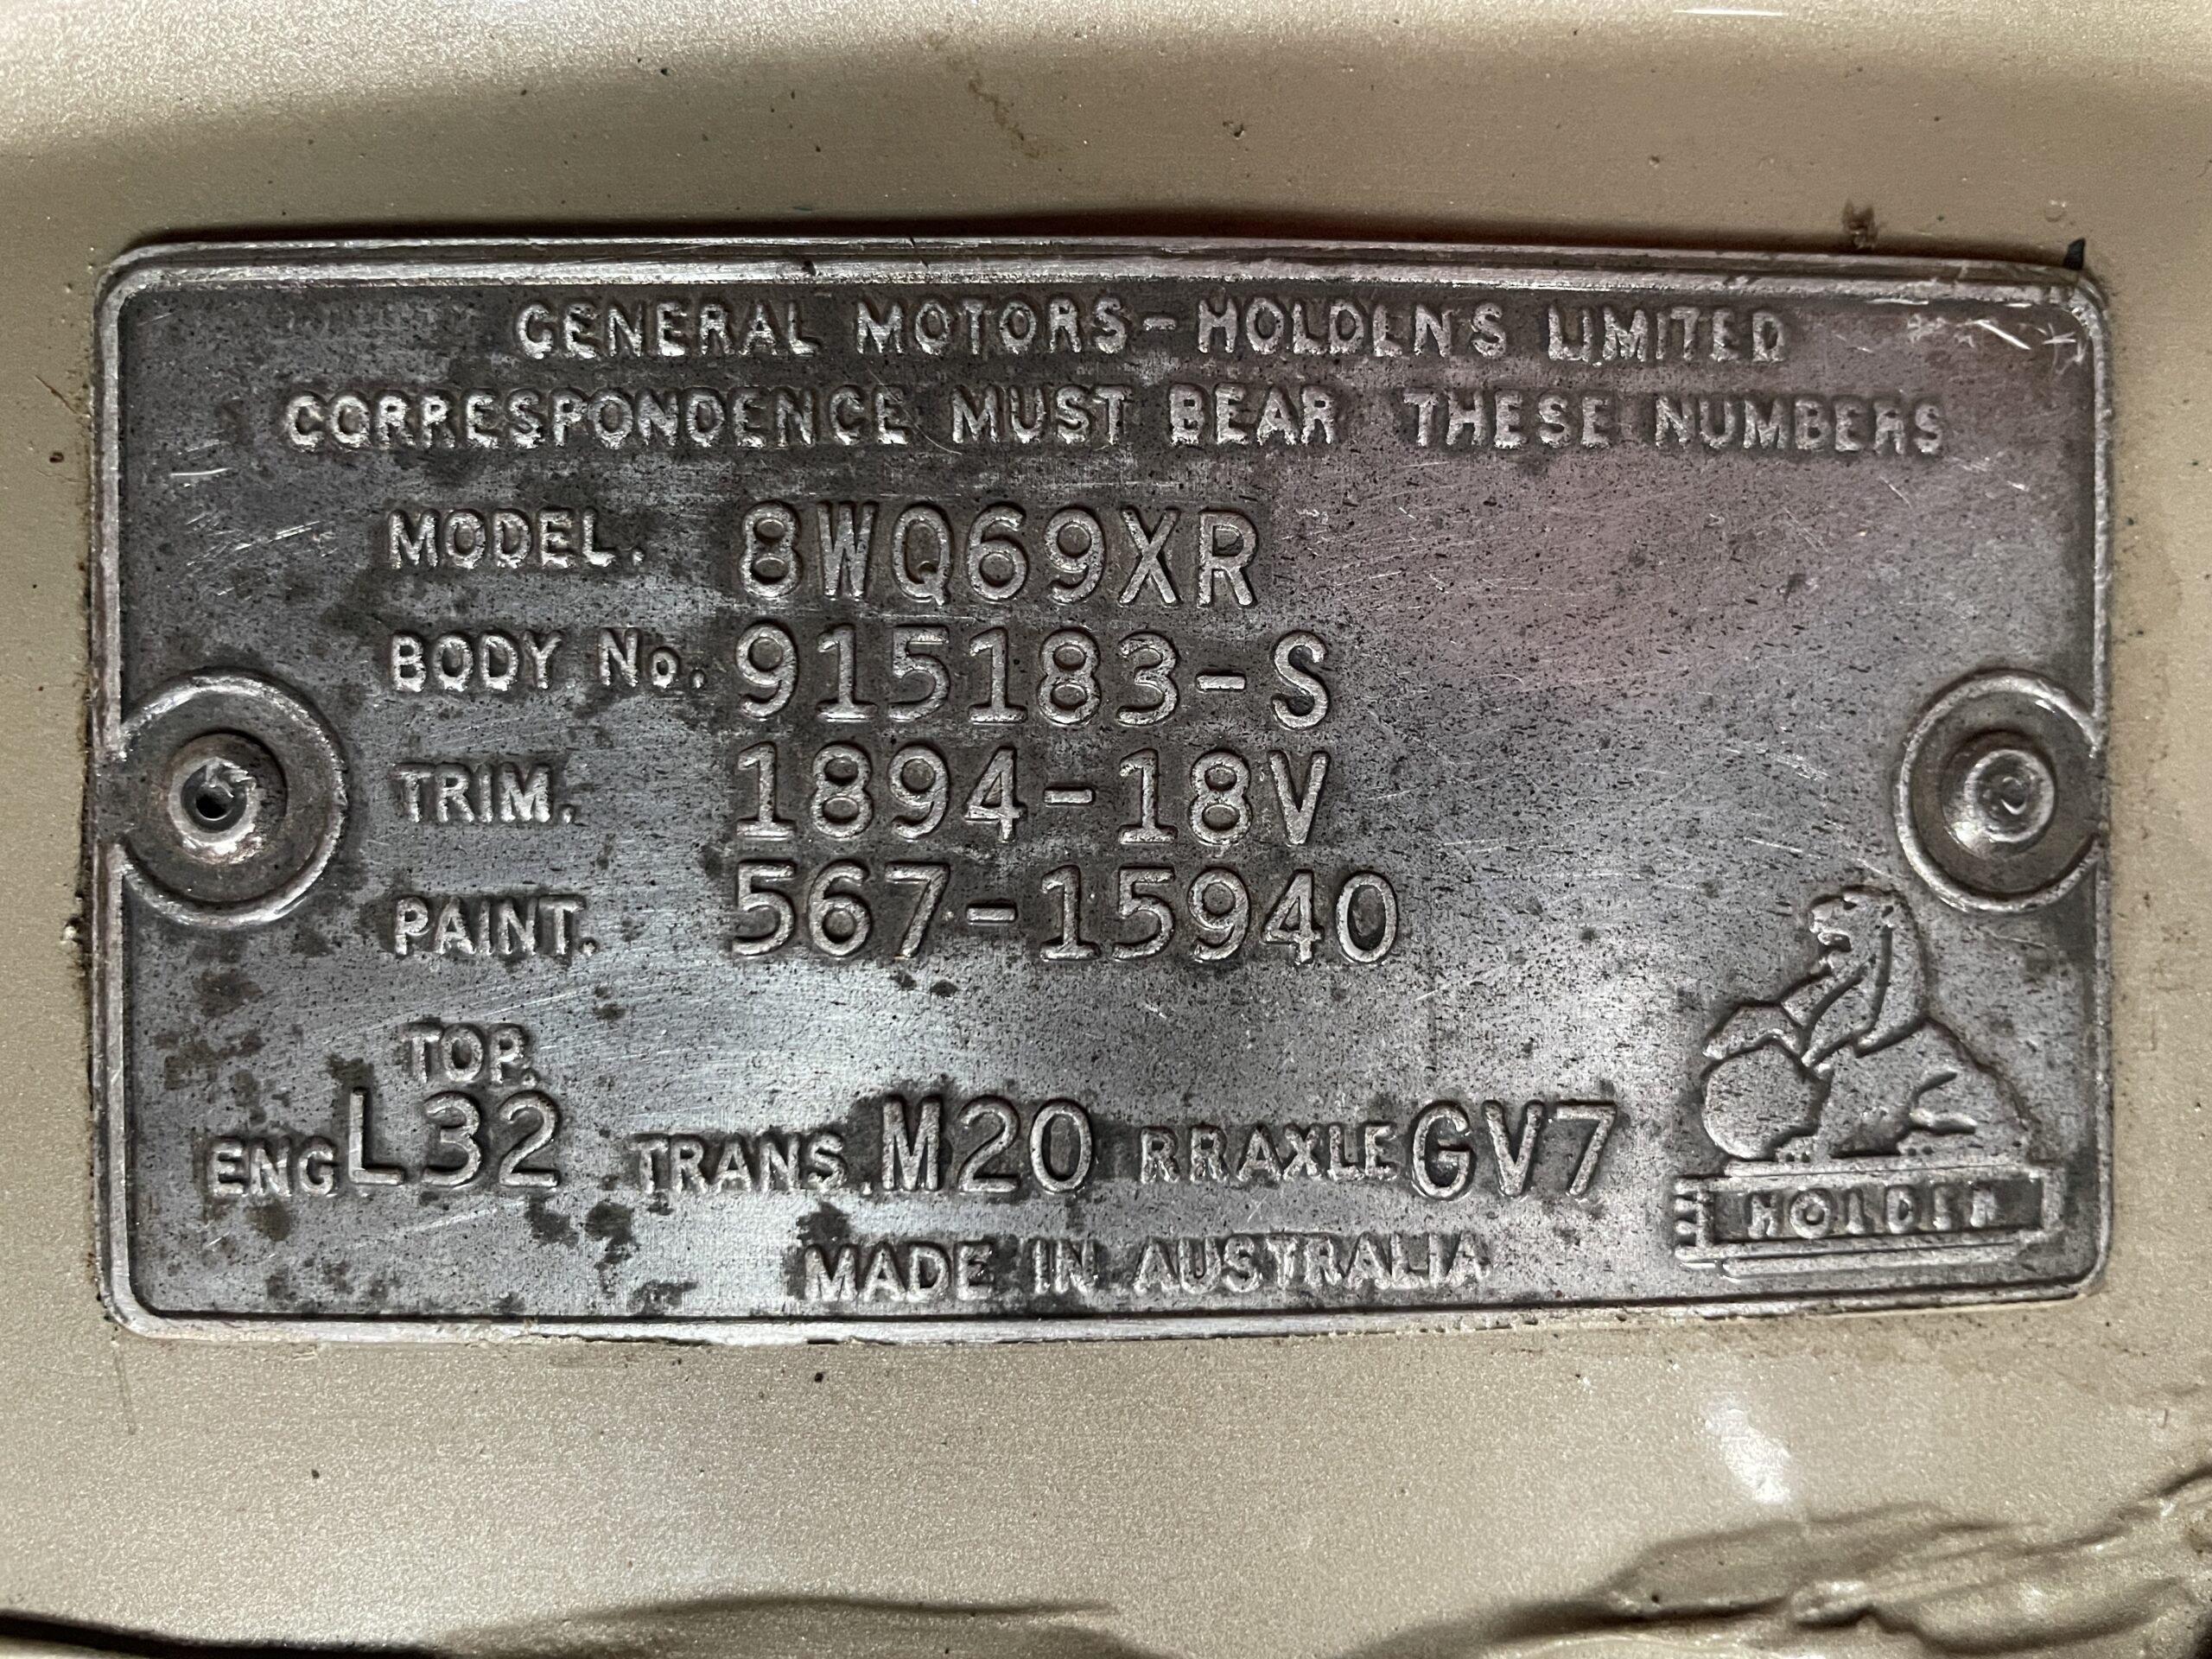 GENERAL MOTORS-HOLDENS LIMITED
CORRESPONDENCE MUST BEAR THESE NUMBERS
MODEL. 8WQ69XR
BODY No. 915183-S
TRIM. 1894-18V
PAINT. 567-15940
TOP.
ENG L32 TRANS. M20 RRAXLE GV7
MADE IN AUSTRALIA
HOLDEN